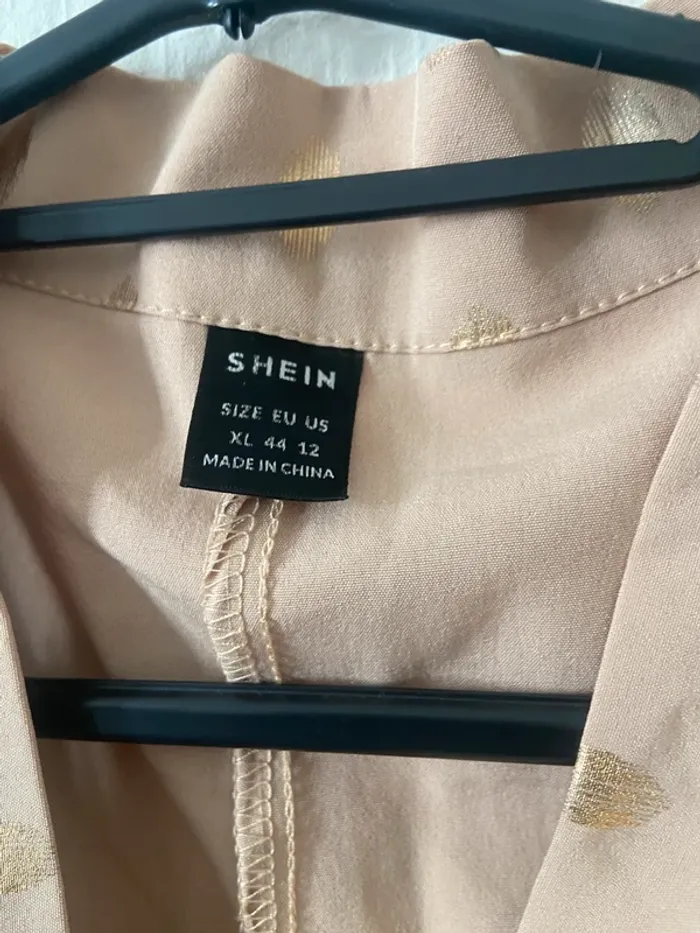 SHEIN
SIZE EU US
XL 44 12
MADE IN CHINA